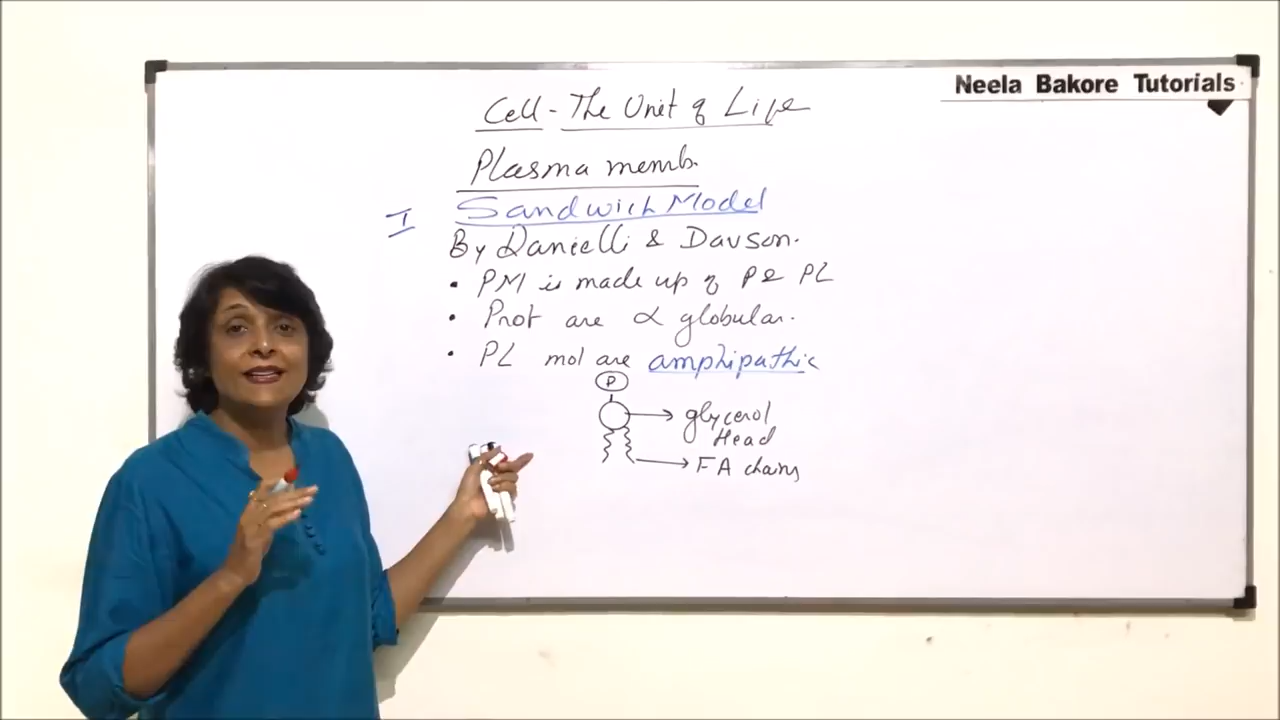 Neela Bakore Tutorials
Cell - The Unit of Life
Plasma memb.
I Sandwich Model
By Danielli & Davson.
• PM is made up of P & PL
• Prot are α globular.
• PL mol are amphipathic
P
glycerol
Head
FA chains